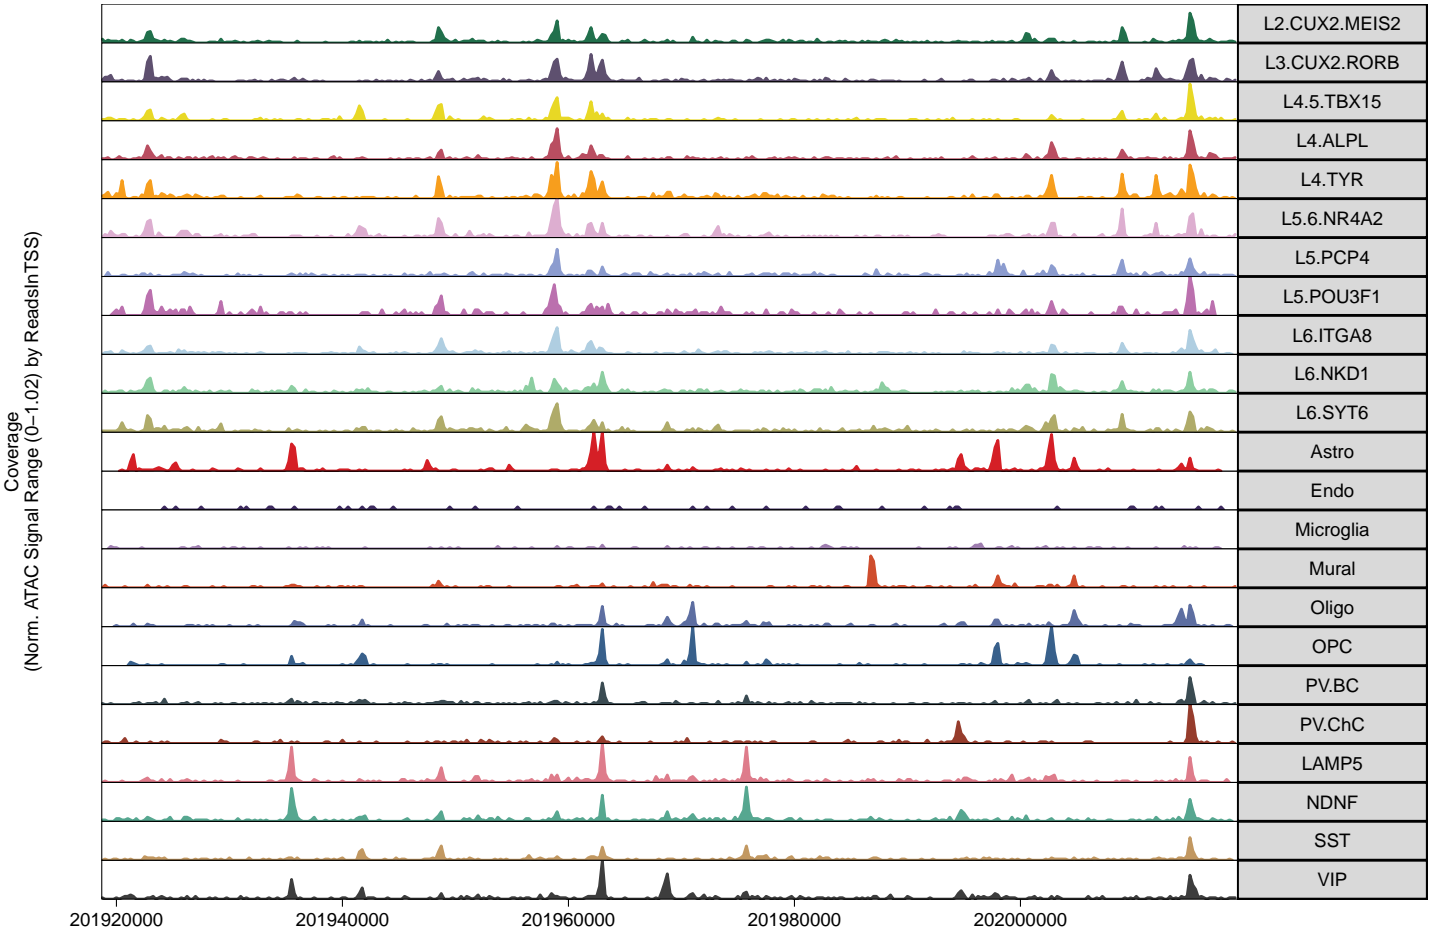 Coverage
(Norm. ATAC Signal Range (0–1.02) by ReadsInTSS)
L2.CUX2.MEIS2
L3.CUX2.RORB
L4.5.TBX15
L4.ALPL
L4.TYR
L5.6.NR4A2
L5.PCP4
L5.POU3F1
L6.ITGA8
L6.NKD1
L6.SYT6
Astro
Endo
Microglia
Mural
Oligo
OPC
PV.BC
PV.ChC
LAMP5
NDNF
SST
VIP
201920000 201940000 201960000 201980000 202000000